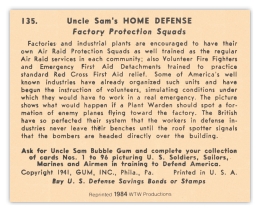 135. Uncle Sam's HOME DEFENSE
Factory Protection Squads
Factories and industrial plants are encouraged to have their
own Air Raid Protection Squads as well trained as the regular
Air Raid services in each community; also Volunteer Fire Fighters
and Emergency First Aid Detachments trained to practice
standard Red Cross First Aid relief. Some of America's well
known industries have already organized such units and have
begun the instruction of volunteers, simulating conditions under
which they would have to work in a real emergency. The picture
shows what would happen if a Plant Warden should spot a for-
mation of enemy planes flying toward the factory. The British
have so perfected their system that the workers in defense in-
dustries never leave their benches until the roof spotter signals
that the bombers are headed directly over the building.
Ask for Uncle Sam Bubble Gum and complete your collection
of cards Nos. 1 to 96 picturing U. S. Soldiers, Sailors,
Marines and Airmen in training to Defend America.
Copyright 1941, GUM, INC., Phila., Pa. Printed in U. S. A.
Buy U. S. Defense Savings Bonds or Stamps
Reprinted 1984 WTW Productions